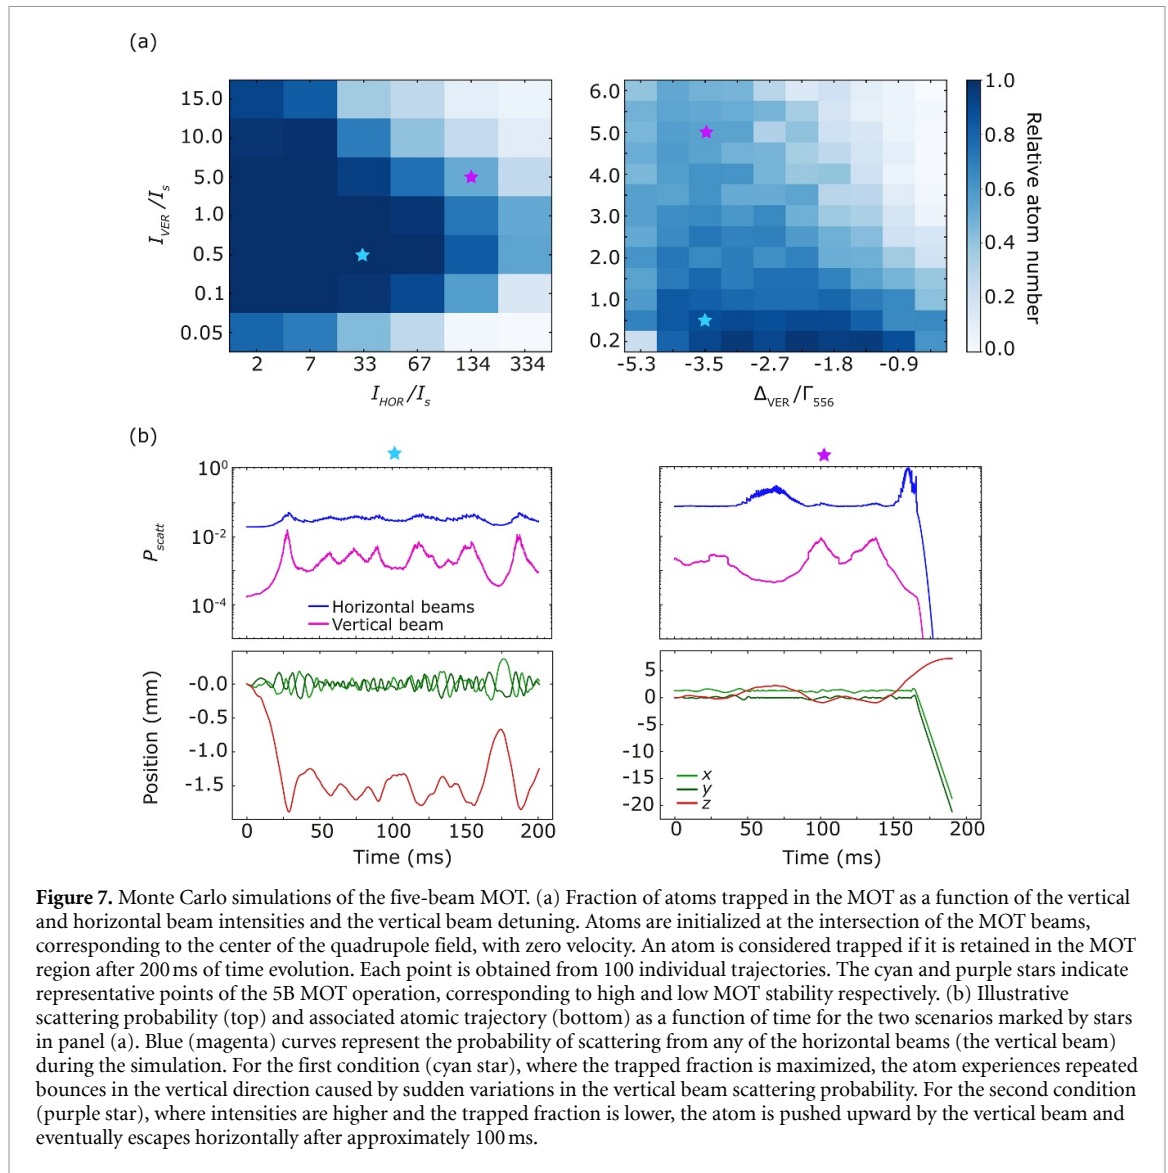 (a)
15.0
10.0
5.0
1.0
0.5
0.1
0.05
I_VER/I_s
2 7 33 67 134 334
I_HOR/I_s
6.0
5.0
4.0
3.0
2.0
1.0
0.2
-5.3 -3.5 -2.7 -1.8 -0.9
Δ_VER/Γ_556
1.0
0.8
0.6
0.4
0.2
0.0
Relative atom number
(b)
10^0
10^-2
10^-4
P_scatt
Horizontal beams
Vertical beam
-0.0
-0.5
-1.0
-1.5
Position (mm)
0 50 100 150 200
Time (ms)
5
0
-5
-10
-15
-20
x
y
z
0 50 100 150 200
Time (ms)
Figure 7. Monte Carlo simulations of the five-beam MOT. (a) Fraction of atoms trapped in the MOT as a function of the vertical
and horizontal beam intensities and the vertical beam detuning. Atoms are initialized at the intersection of the MOT beams,
corresponding to the center of the quadrupole field, with zero velocity. An atom is considered trapped if it is retained in the MOT
region after 200 ms of time evolution. Each point is obtained from 100 individual trajectories. The cyan and purple stars indicate
representative points of the 5B MOT operation, corresponding to high and low MOT stability respectively. (b) Illustrative
scattering probability (top) and associated atomic trajectory (bottom) as a function of time for the two scenarios marked by stars
in panel (a). Blue (magenta) curves represent the probability of scattering from any of the horizontal beams (the vertical beam)
during the simulation. For the first condition (cyan star), where the trapped fraction is maximized, the atom experiences repeated
bounces in the vertical direction caused by sudden variations in the vertical beam scattering probability. For the second condition
(purple star), where intensities are higher and the trapped fraction is lower, the atom is pushed upward by the vertical beam and
eventually escapes horizontally after approximately 100 ms.